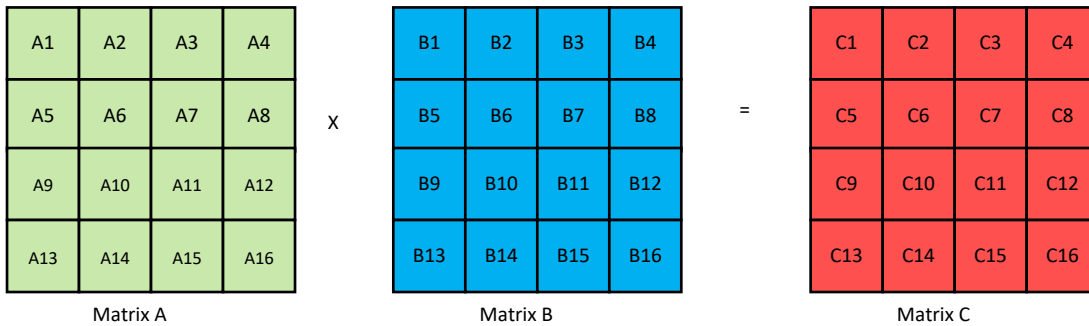 A1 A2 A3 A4 B1 B2 B3 B4 C1 C2 C3 C4
A5 A6 A7 A8 X B5 B6 B7 B8 = C5 C6 C7 C8
A9 A10 A11 A12 B9 B10 B11 B12 C9 C10 C11 C12
A13 A14 A15 A16 B13 B14 B15 B16 C13 C14 C15 C16
Matrix A Matrix B Matrix C